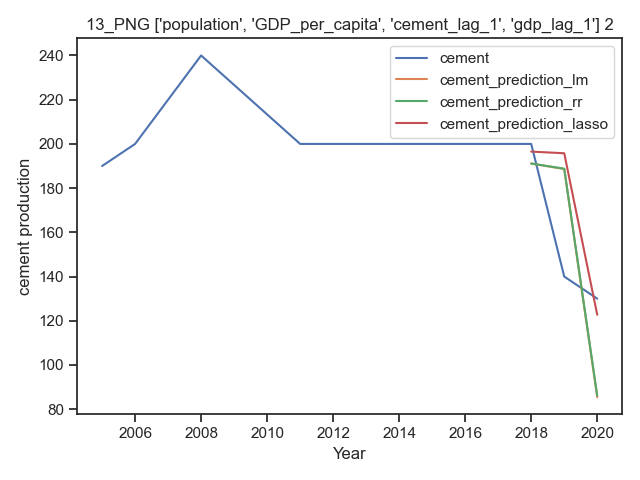 13_PNG ['population', 'GDP_per_capita', 'cement_lag_1', 'gdp_lag_1'] 2
cement
cement_prediction_lm
cement_prediction_rr
cement_prediction_lasso
240
220
200
180
160
140
120
100
80
cement production
2006 2008 2010 2012 2014 2016 2018 2020
Year